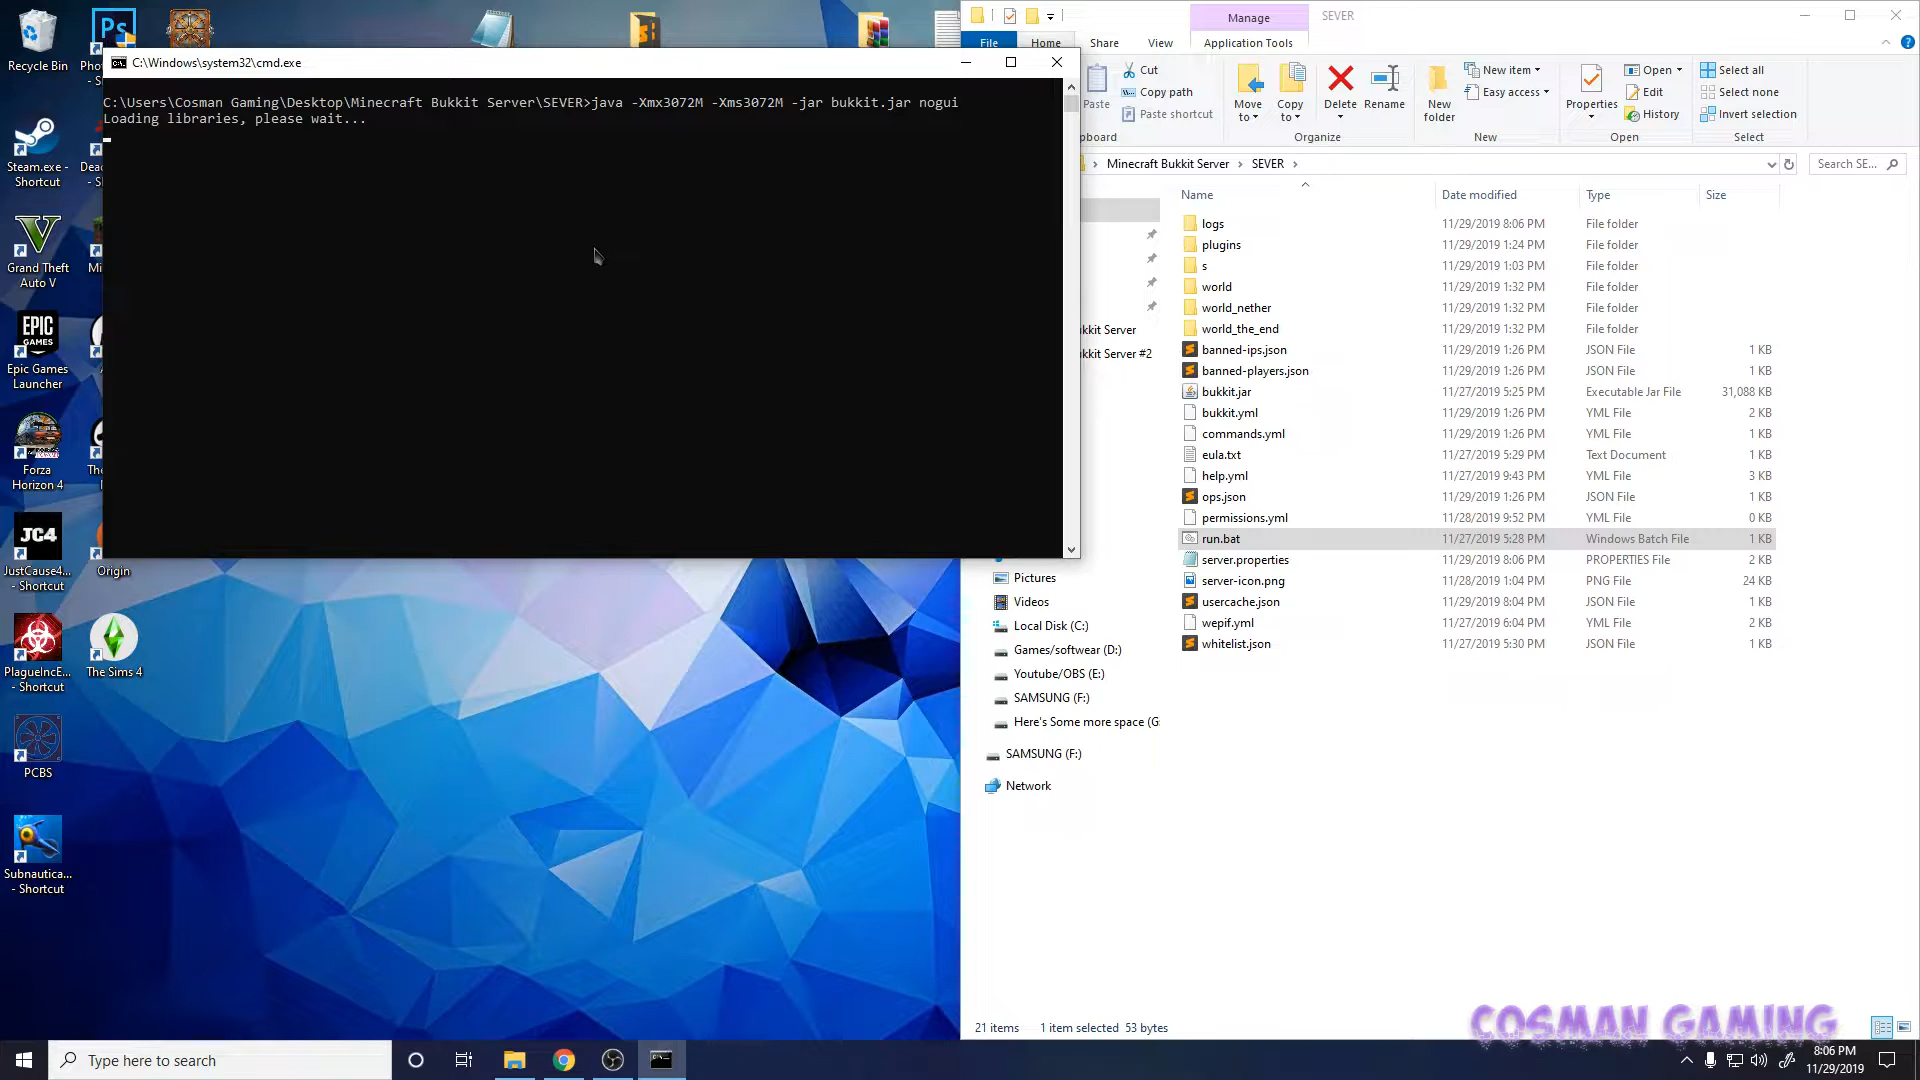 Recycle Bin
Steam.exe - Shortcut
Grand Theft Auto V
EPIC GAMES
Epic Games Launcher
Forza Horizon 4
JC4
JustCause4... - Shortcut
Origin
PlagueIncE... - Shortcut
The Sims 4
PCBS
Subnautica... - Shortcut
Ps
C:\Windows\system32\cmd.exe
C:\Users\Cosman Gaming\Desktop\Minecraft Bukkit Server\SEVER>java -Xmx3072M -Xms3072M -jar bukkit.jar nogui
Loading libraries, please wait...
Manage
SEVER
File Home Share View Application Tools
Paste
Cut
Copy path
Paste shortcut
Move to
Copy to
Delete
Rename
Organize
New folder
New item
Easy access
New
Properties
Open
Edit
History
Open
Select all
Select none
Invert selection
Select
Minecraft Bukkit Server > SEVER >
Search SE...
Name Date modified Type Size
logs 11/29/2019 8:06 PM File folder
plugins 11/29/2019 1:24 PM File folder
s 11/29/2019 1:03 PM File folder
world 11/29/2019 1:32 PM File folder
world_nether 11/29/2019 1:32 PM File folder
world_the_end 11/29/2019 1:32 PM File folder
banned-ips.json 11/29/2019 1:26 PM JSON File 1 KB
banned-players.json 11/29/2019 1:26 PM JSON File 1 KB
bukkit.jar 11/27/2019 5:25 PM Executable Jar File 31,088 KB
bukkit.yml 11/29/2019 1:26 PM YML File 2 KB
commands.yml 11/29/2019 1:26 PM YML File 1 KB
eula.txt 11/27/2019 5:29 PM Text Document 1 KB
help.yml 11/27/2019 9:43 PM YML File 3 KB
ops.json 11/29/2019 1:26 PM JSON File 1 KB
permissions.yml 11/28/2019 9:52 PM YML File 0 KB
run.bat 11/27/2019 5:28 PM Windows Batch File 1 KB
server.properties 11/29/2019 8:06 PM PROPERTIES File 2 KB
server-icon.png 11/28/2019 1:04 PM PNG File 24 KB
usercache.json 11/29/2019 8:04 PM JSON File 1 KB
wepif.yml 11/27/2019 6:04 PM YML File 2 KB
whitelist.json 11/27/2019 5:30 PM JSON File 1 KB
kkit Server
kkit Server #2
Pictures
Videos
Local Disk (C:)
Games/softwear (D:)
Youtube/OBS (E:)
SAMSUNG (F:)
Here's Some more space (G
SAMSUNG (F:)
Network
21 items 1 item selected 53 bytes
COSMAN GAMING
Type here to search
8:06 PM
11/29/2019